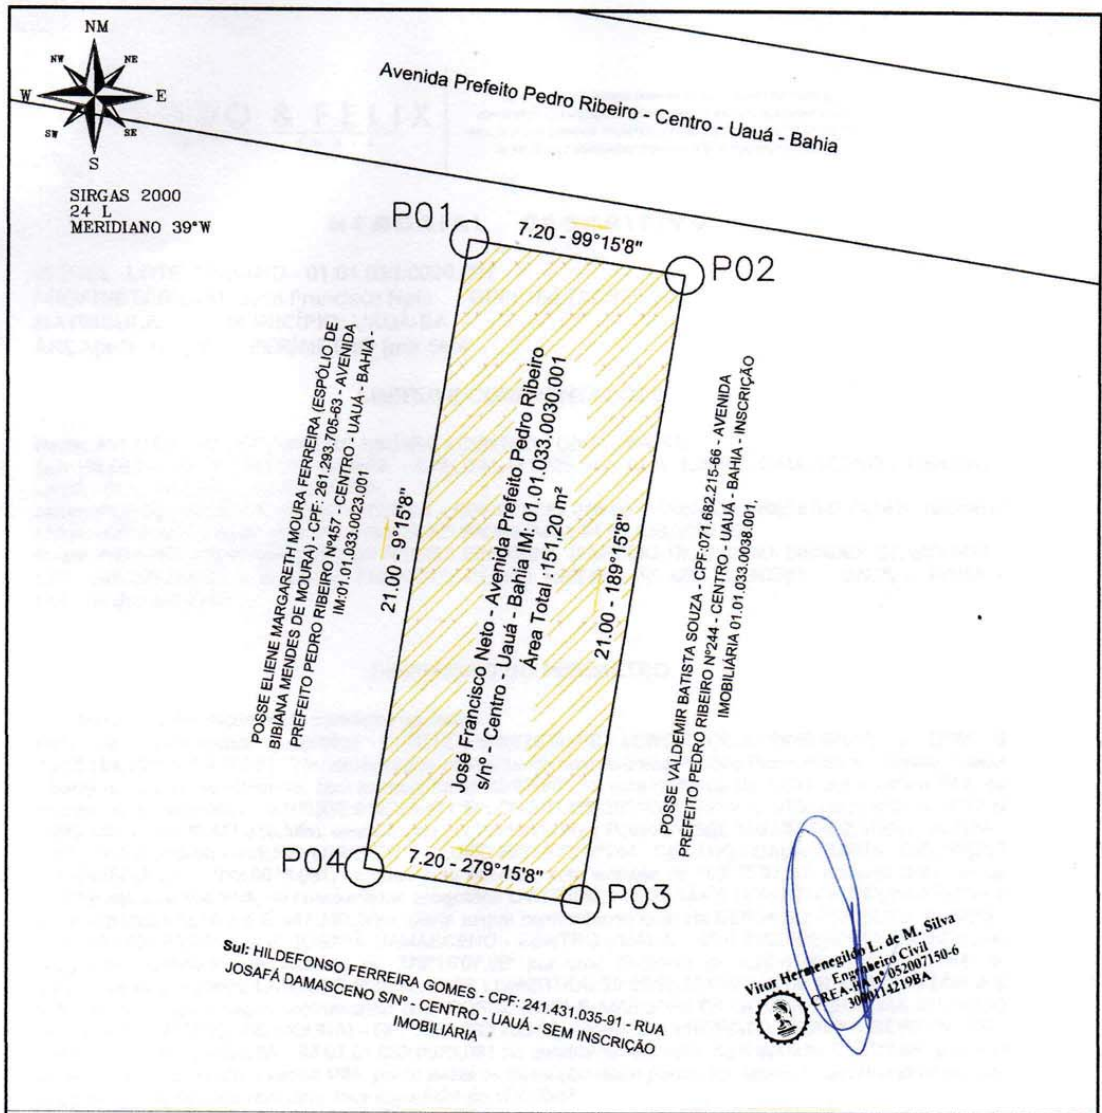 NM
NW
NE
W
E
SW
SE
S
SIRGAS 2000
24 L
MERIDIANO 39°W
Avenida Prefeito Pedro Ribeiro - Centro - Uauá - Bahia
P01
7.20 - 99°15'8"
P02
POSSE ELIENE MARGARETH MOURA FERREIRA (ESPÓLIO DE
BIBIANA MENDES DE MOURA) - CPF: 261.293.705-63 - AVENIDA
PREFEITO PEDRO RIBEIRO Nº457 - CENTRO - UAUÁ - BAHIA -
IM:01.01.033.0023.001
21.00 - 9°15'8"
José Francisco Neto - Avenida Prefeito Pedro Ribeiro
s/nº - Centro Uauá - Bahia IM: 01.01.033.0030.001
Área Total :151.20m²
21.00 - 189°15'8"
POSSE VALDEMIR BATISTA SOUZA - CPF:071.682.215-66 - AVENIDA
PREFEITO PEDRO RIBEIRO Nº244 - CENTRO - UAUÁ - BAHIA - INSCRIÇÃO
IMOBILIÁRIA 01.01.033.0038.001,
P04
7.20 - 279°15'8"
P03
Sul: HILDEFONSO FERREIRA GOMES - CPF: 241.431.035-91 - RUA
JOSAFÁ DAMASCENO S/Nº - CENTRO - UAUÁ - SEM INSCRIÇÃO
IMOBILIÁRIA -
Vitor Hermenegildo L. de M. Silva
Engenheiro Civil
CREA-BA nº 052007150-6
3000114219BA